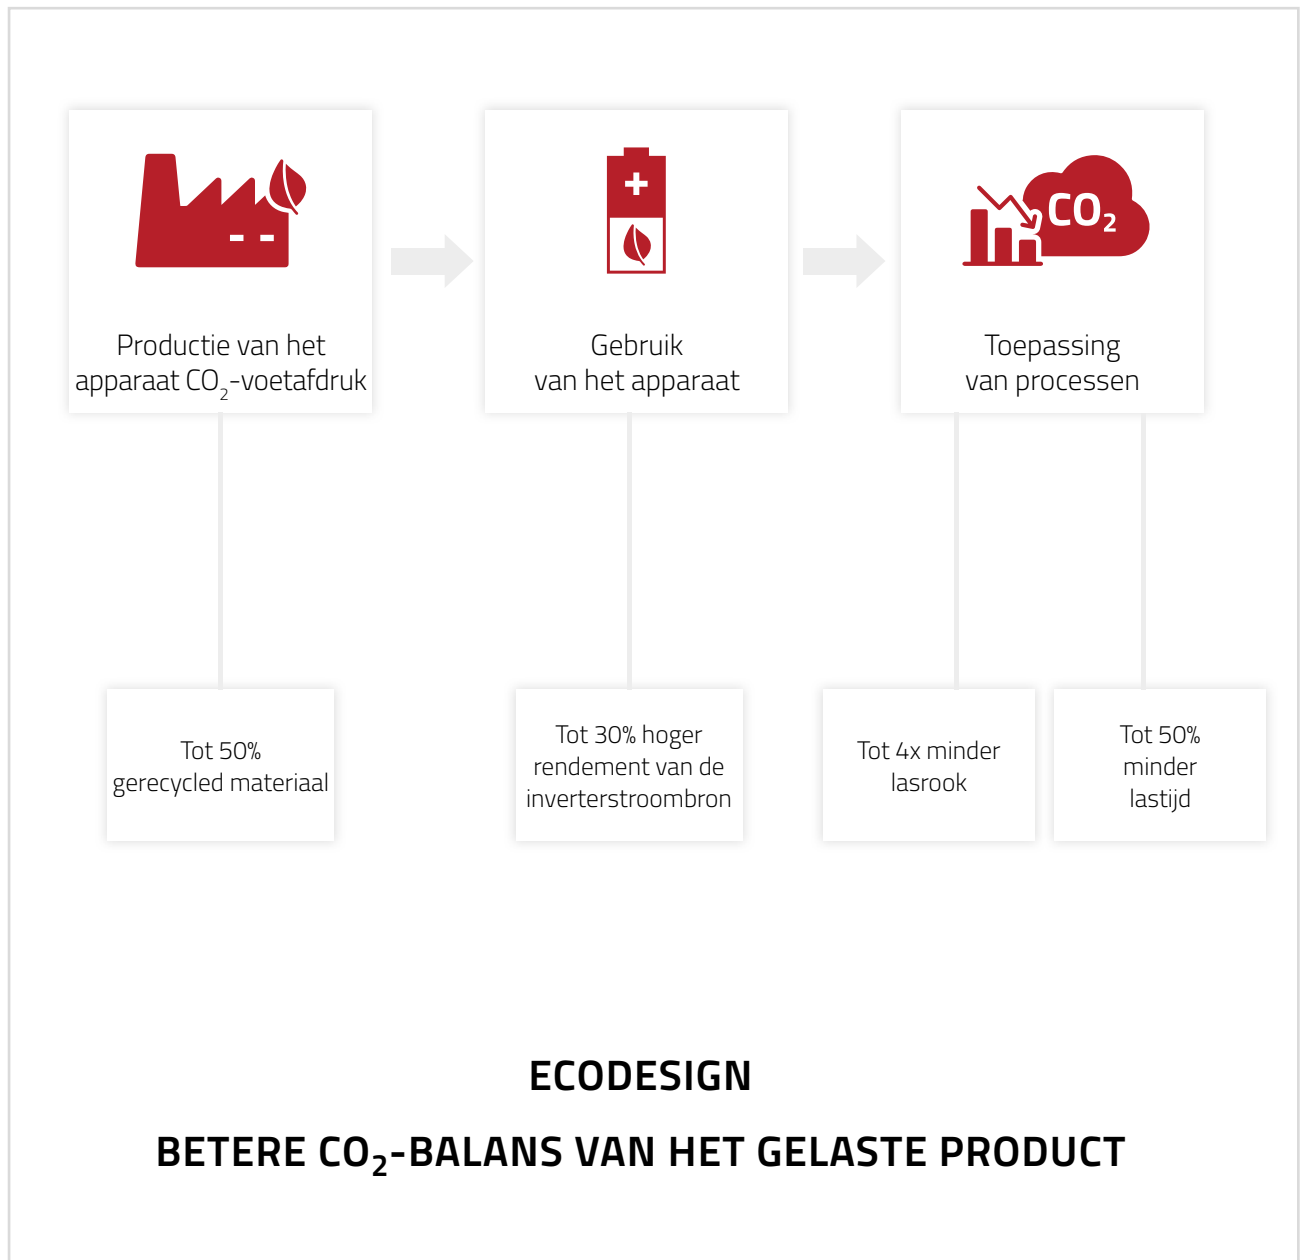 CO₂
Productie van het
apparaat CO₂-voetafdruk
Gebruik
van het apparaat
Toepassing
van processen
Tot 50%
gerecycled materiaal
Tot 30% hoger
rendement van de
inverterstroombron
Tot 4x minder
lasrook
Tot 50%
minder
lastijd
ECODESIGN
BETERE CO₂-BALANS VAN HET GELASTE PRODUCT